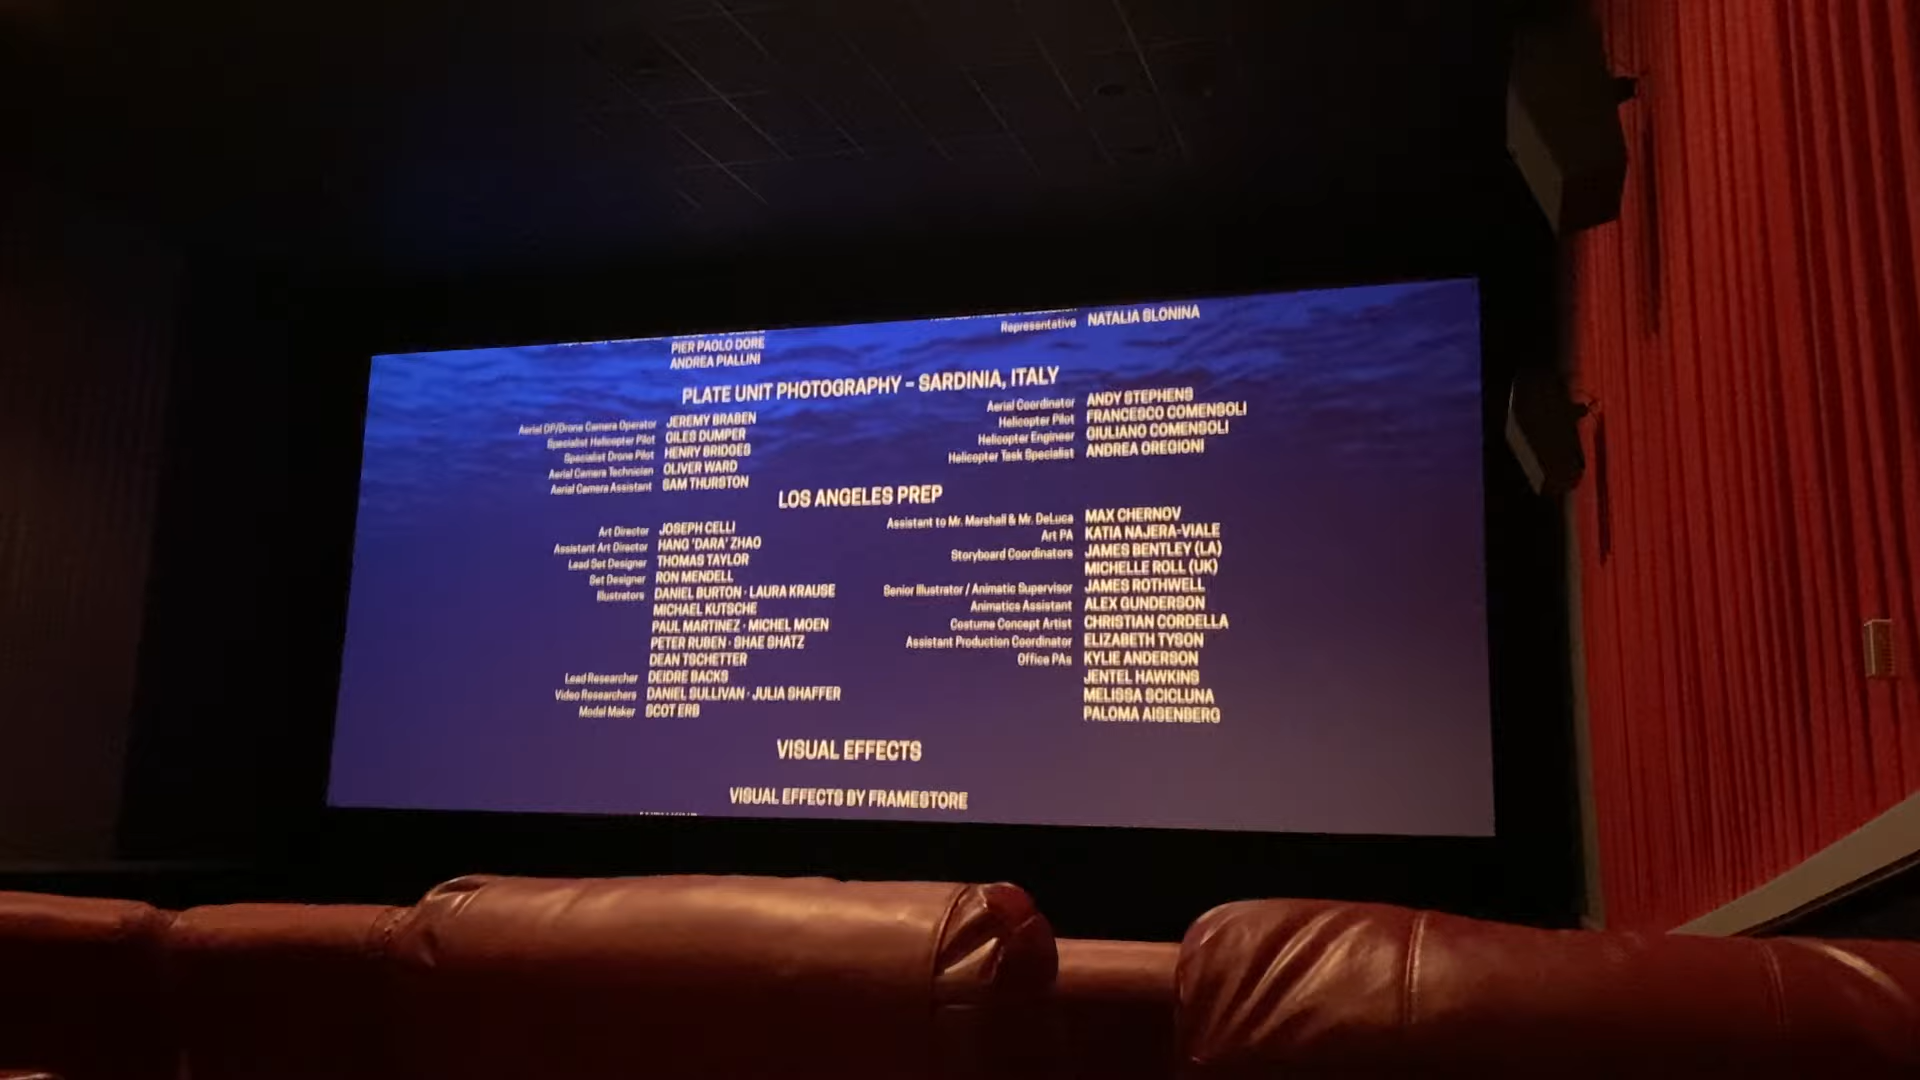 Representative NATALIA SLONINA
PIER PAOLO DORE
ANDREA PIALLINI
PLATE UNIT PHOTOGRAPHY – SARDINIA, ITALY
Aerial DP/Drone Camera Operator JEREMY BRABEN
Specialist Helicopter Pilot GILES DUMPER
Specialist Drone Pilot HENRY BRIDGES
Aerial Camera Technician OLIVER WARD
Aerial Camera Assistant SAM THURSTON
Aerial Coordinator ANDY STEPHENS
Helicopter Pilot FRANCESCO COMENSOLI
Helicopter Engineer GIULIANO COMENSOLI
Helicopter Task Specialist ANDREA OREGIONI
LOS ANGELES PREP
Art Director JOSEPH CELLI
Assistant Art Director HANG 'DARA' ZHAO
Lead Set Designer THOMAS TAYLOR
Set Designer RON MENDELL
Illustrators DANIEL BURTON · LAURA KRAUSE
MICHAEL KUTSCHE
PAUL MARTINEZ · MICHEL MOEN
PETER RUBEN · SHAE SHATZ
DEAN TSCHETTER
Lead Researcher DEIDRE BACKS
Video Researchers DANIEL SULLIVAN · JULIA SHAFFER
Model Maker SCOT ERB
Assistant to Mr. Marshall & Mr. DeLuca MAX CHERNOV
Art PA KATIA NAJERA-VIALE
Storyboard Coordinators JAMES BENTLEY (LA)
MICHELLE ROLL (UK)
Senior Illustrator / Animatic Supervisor JAMES ROTHWELL
Animatics Assistant ALEX GUNDERSON
Costume Concept Artist CHRISTIAN CORDELLA
Assistant Production Coordinator ELIZABETH TYSON
Office PAs KYLIE ANDERSON
JENTEL HAWKINS
MELISSA SCICLUNA
PALOMA AISENBERG
VISUAL EFFECTS
VISUAL EFFECTS BY FRAMESTORE